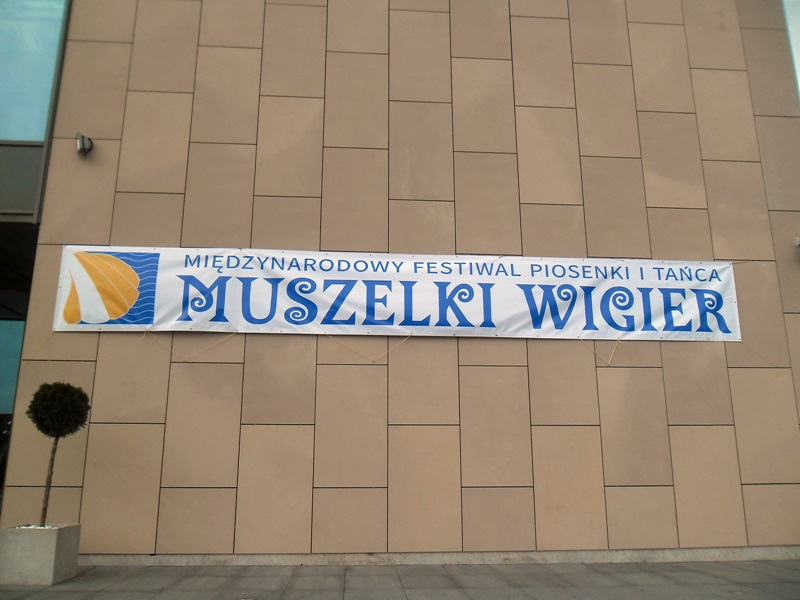 MIĘDZYNARODOWY FESTIWAL PIOSENKI I TAŃCA
MUSZELKI WIGIER